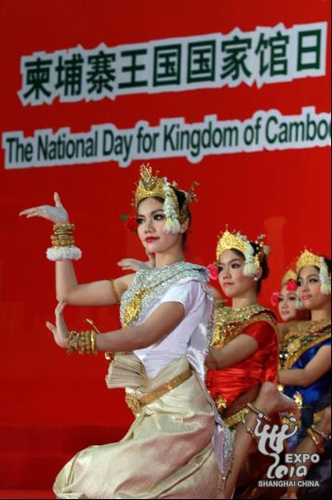 柬埔寨王国国家馆日
The National Day for Kingdom of Cambo
EXPO
2010
SHANGHAI CHINA